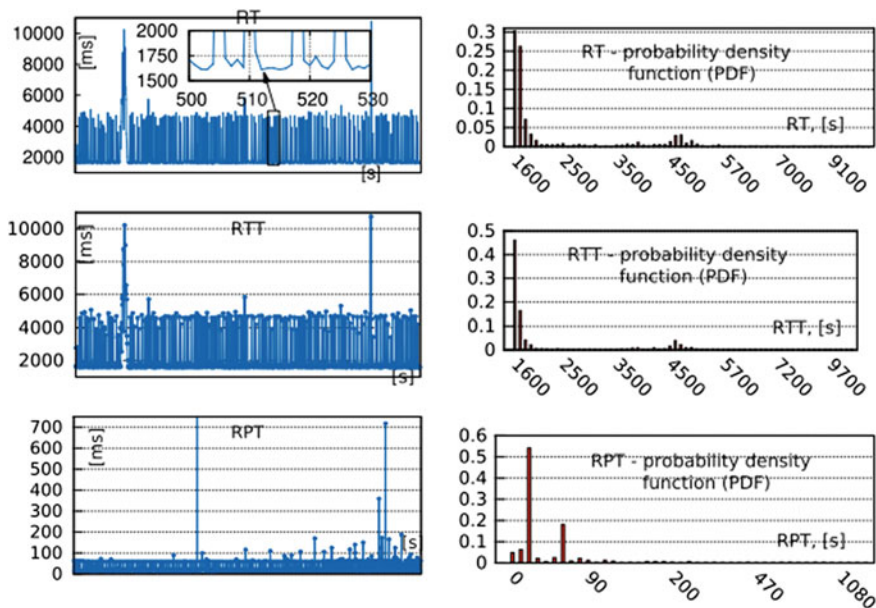 RT
10000
8000
6000
4000
2000
[ms]
2000
1750
1500
500 510 520 530
[s]
0.3
0.25
0.2
0.15
0.1
0.05
0
RT - probability density
function (PDF)
RT, [s]
1600 2500 3500 4500 5700 7000 9100
10000
8000
6000
4000
2000
[ms]
RTT
[s]
0.5
0.4
0.3
0.2
0.1
0
RTT - probability density
function (PDF)
RTT, [s]
1600 2500 3500 4500 5700 7200 9700
700
600
500
400
300
200
100
0
[ms]
RPT
[s]
0.6
0.5
0.4
0.3
0.2
0.1
0
RPT - probability density
function (PDF)
RPT, [s]
0 90 200 470 1080